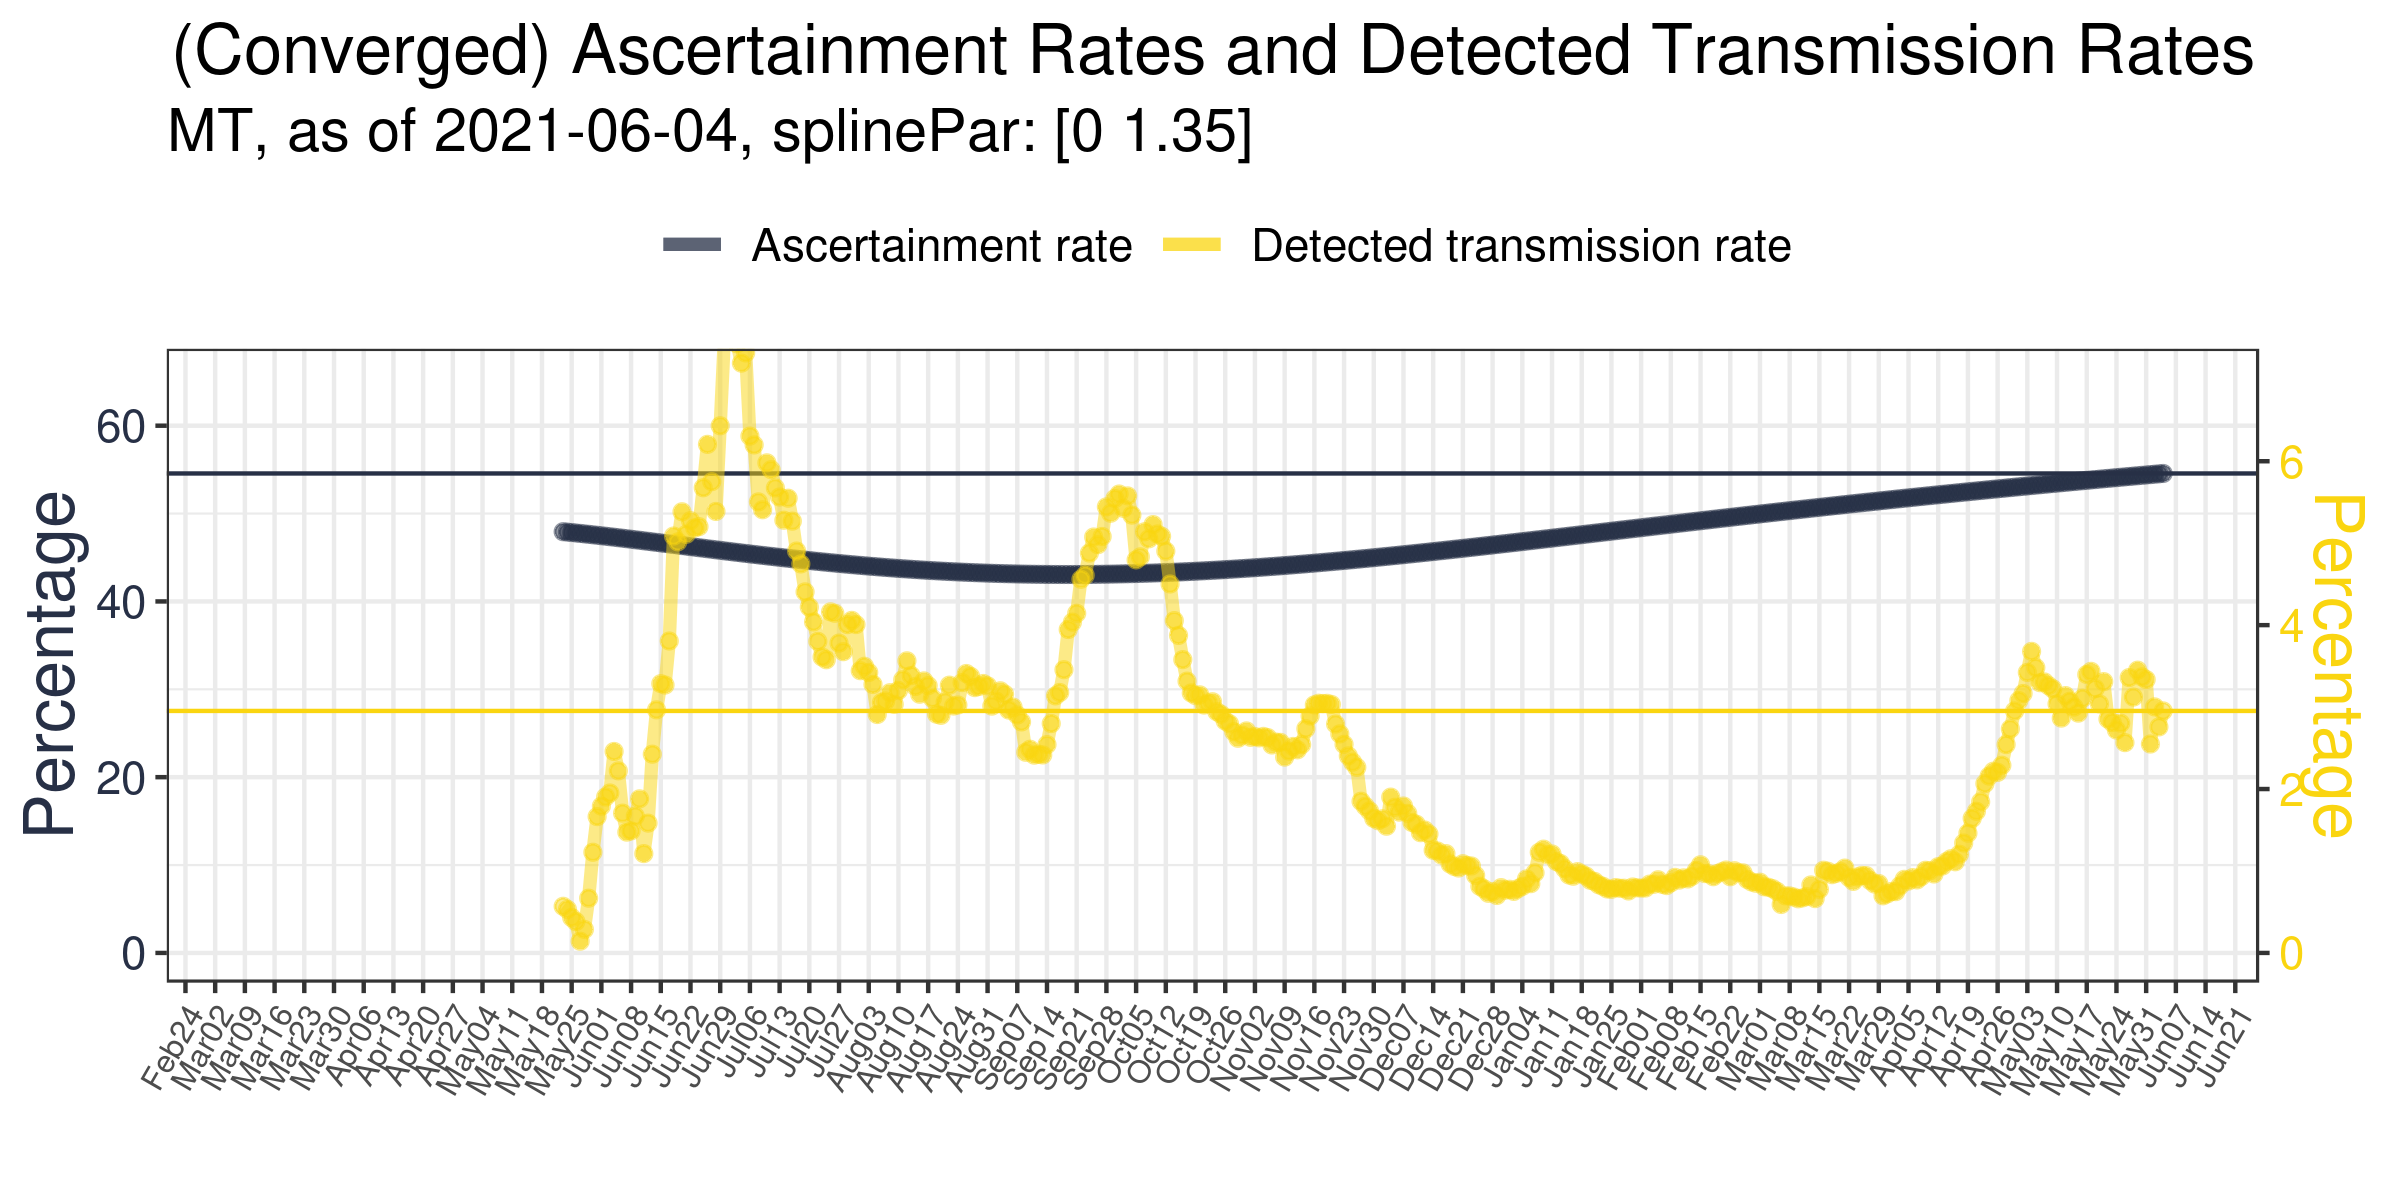 (Converged) Ascertainment Rates and Detected Transmission Rates
MT, as of 2021-06-04, splinePar: [0 1.35]
Ascertainment rate
Detected transmission rate
Percentage
60
40
20
0
6
4
2
0
Percentage
Feb24
Mar02
Mar09
Mar16
Mar23
Mar30
Apr06
Apr13
Apr20
Apr27
May04
May11
May18
May25
Jun01
Jun08
Jun15
Jun22
Jun29
Jul06
Jul13
Jul20
Jul27
Aug03
Aug10
Aug17
Aug24
Aug31
Sep07
Sep14
Sep21
Sep28
Oct05
Oct12
Oct19
Oct26
Nov02
Nov09
Nov16
Nov23
Nov30
Dec07
Dec14
Dec21
Dec28
Jan04
Jan11
Jan18
Jan25
Feb01
Feb08
Feb15
Feb22
Mar01
Mar08
Mar15
Mar22
Mar29
Apr05
Apr12
Apr19
Apr26
May03
May10
May17
May24
May31
Jun07
Jun14
Jun21